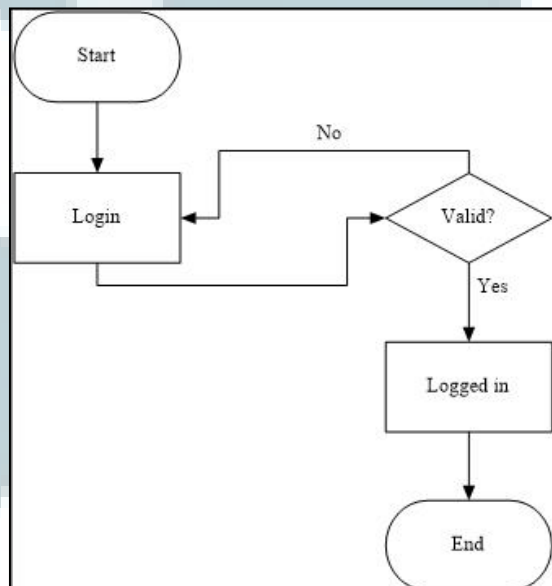 Start
No
Login
Valid?
Yes
Logged in
End